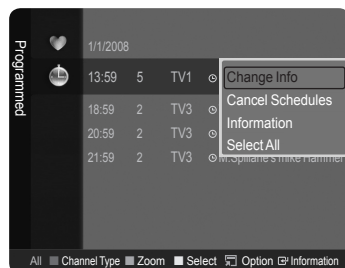 Programmed
1/1/2008
13:59 5 TV1
Change Info
Cancel Schedules
Information
Select All
18:59 2 TV3
20:59 2 TV3
21:59 2 TV3 M.Spillane's mike Hammer
All Channel Type Zoom Select Option Information